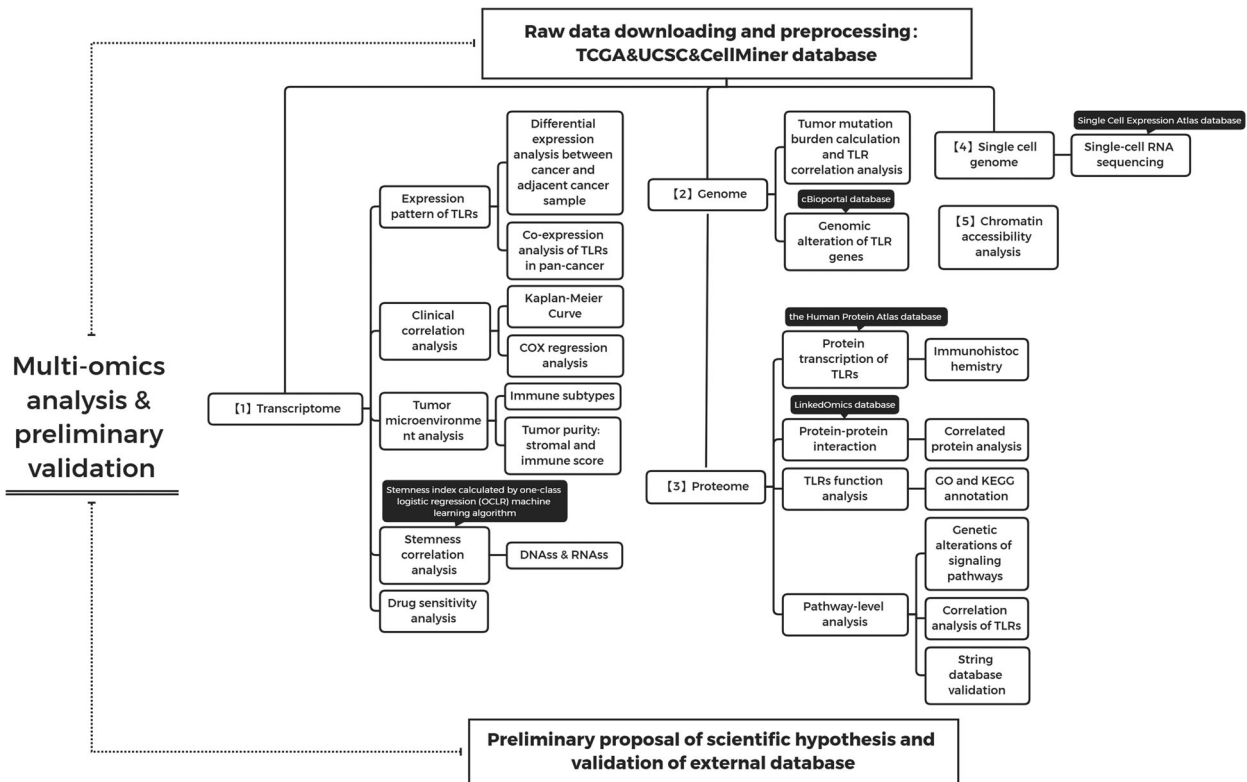 Raw data downloading and preprocessing:
TCGA&UCSC&CellMiner database
Multi-omics
analysis &
preliminary
validation
【1】Transcriptome
Expression
pattern of TLRs
Differential
expression
analysis between
cancer and
adjacent cancer
sample
Co-expression
analysis of TLRs
in pan-cancer
Clinical
correlation
analysis
Kaplan-Meier
Curve
COX regression
analysis
Tumor
microenvironme
nt analysis
Immune subtypes
Tumor purity:
stromal and
immune score
Stemness index calculated by one-class
logistic regression (OCLR) machine
learning algorithm
Stemness
correlation
analysis
DNAss & RNAss
Drug sensitivity
analysis
【2】Genome
Tumor mutation
burden calculation
and TLR
correlation analysis
cBioportal database
Genomic
alteration of TLR
genes
【3】Proteome
the Human Protein Atlas database
Protein
transcription of
TLRs
Immunohistoc
hemistry
LinkedOmics database
Protein-protein
interaction
Correlated
protein analysis
TLRs function
analysis
GO and KEGG
annotation
Pathway-level
analysis
Genetic
alterations of
signaling
pathways
Correlation
analysis of TLRs
String
database
validation
【4】Single cell
genome
Single Cell Expression Atlas database
Single-cell RNA
sequencing
【5】Chromatin
accessibility
analysis
Preliminary proposal of scientific hypothesis and
validation of external database